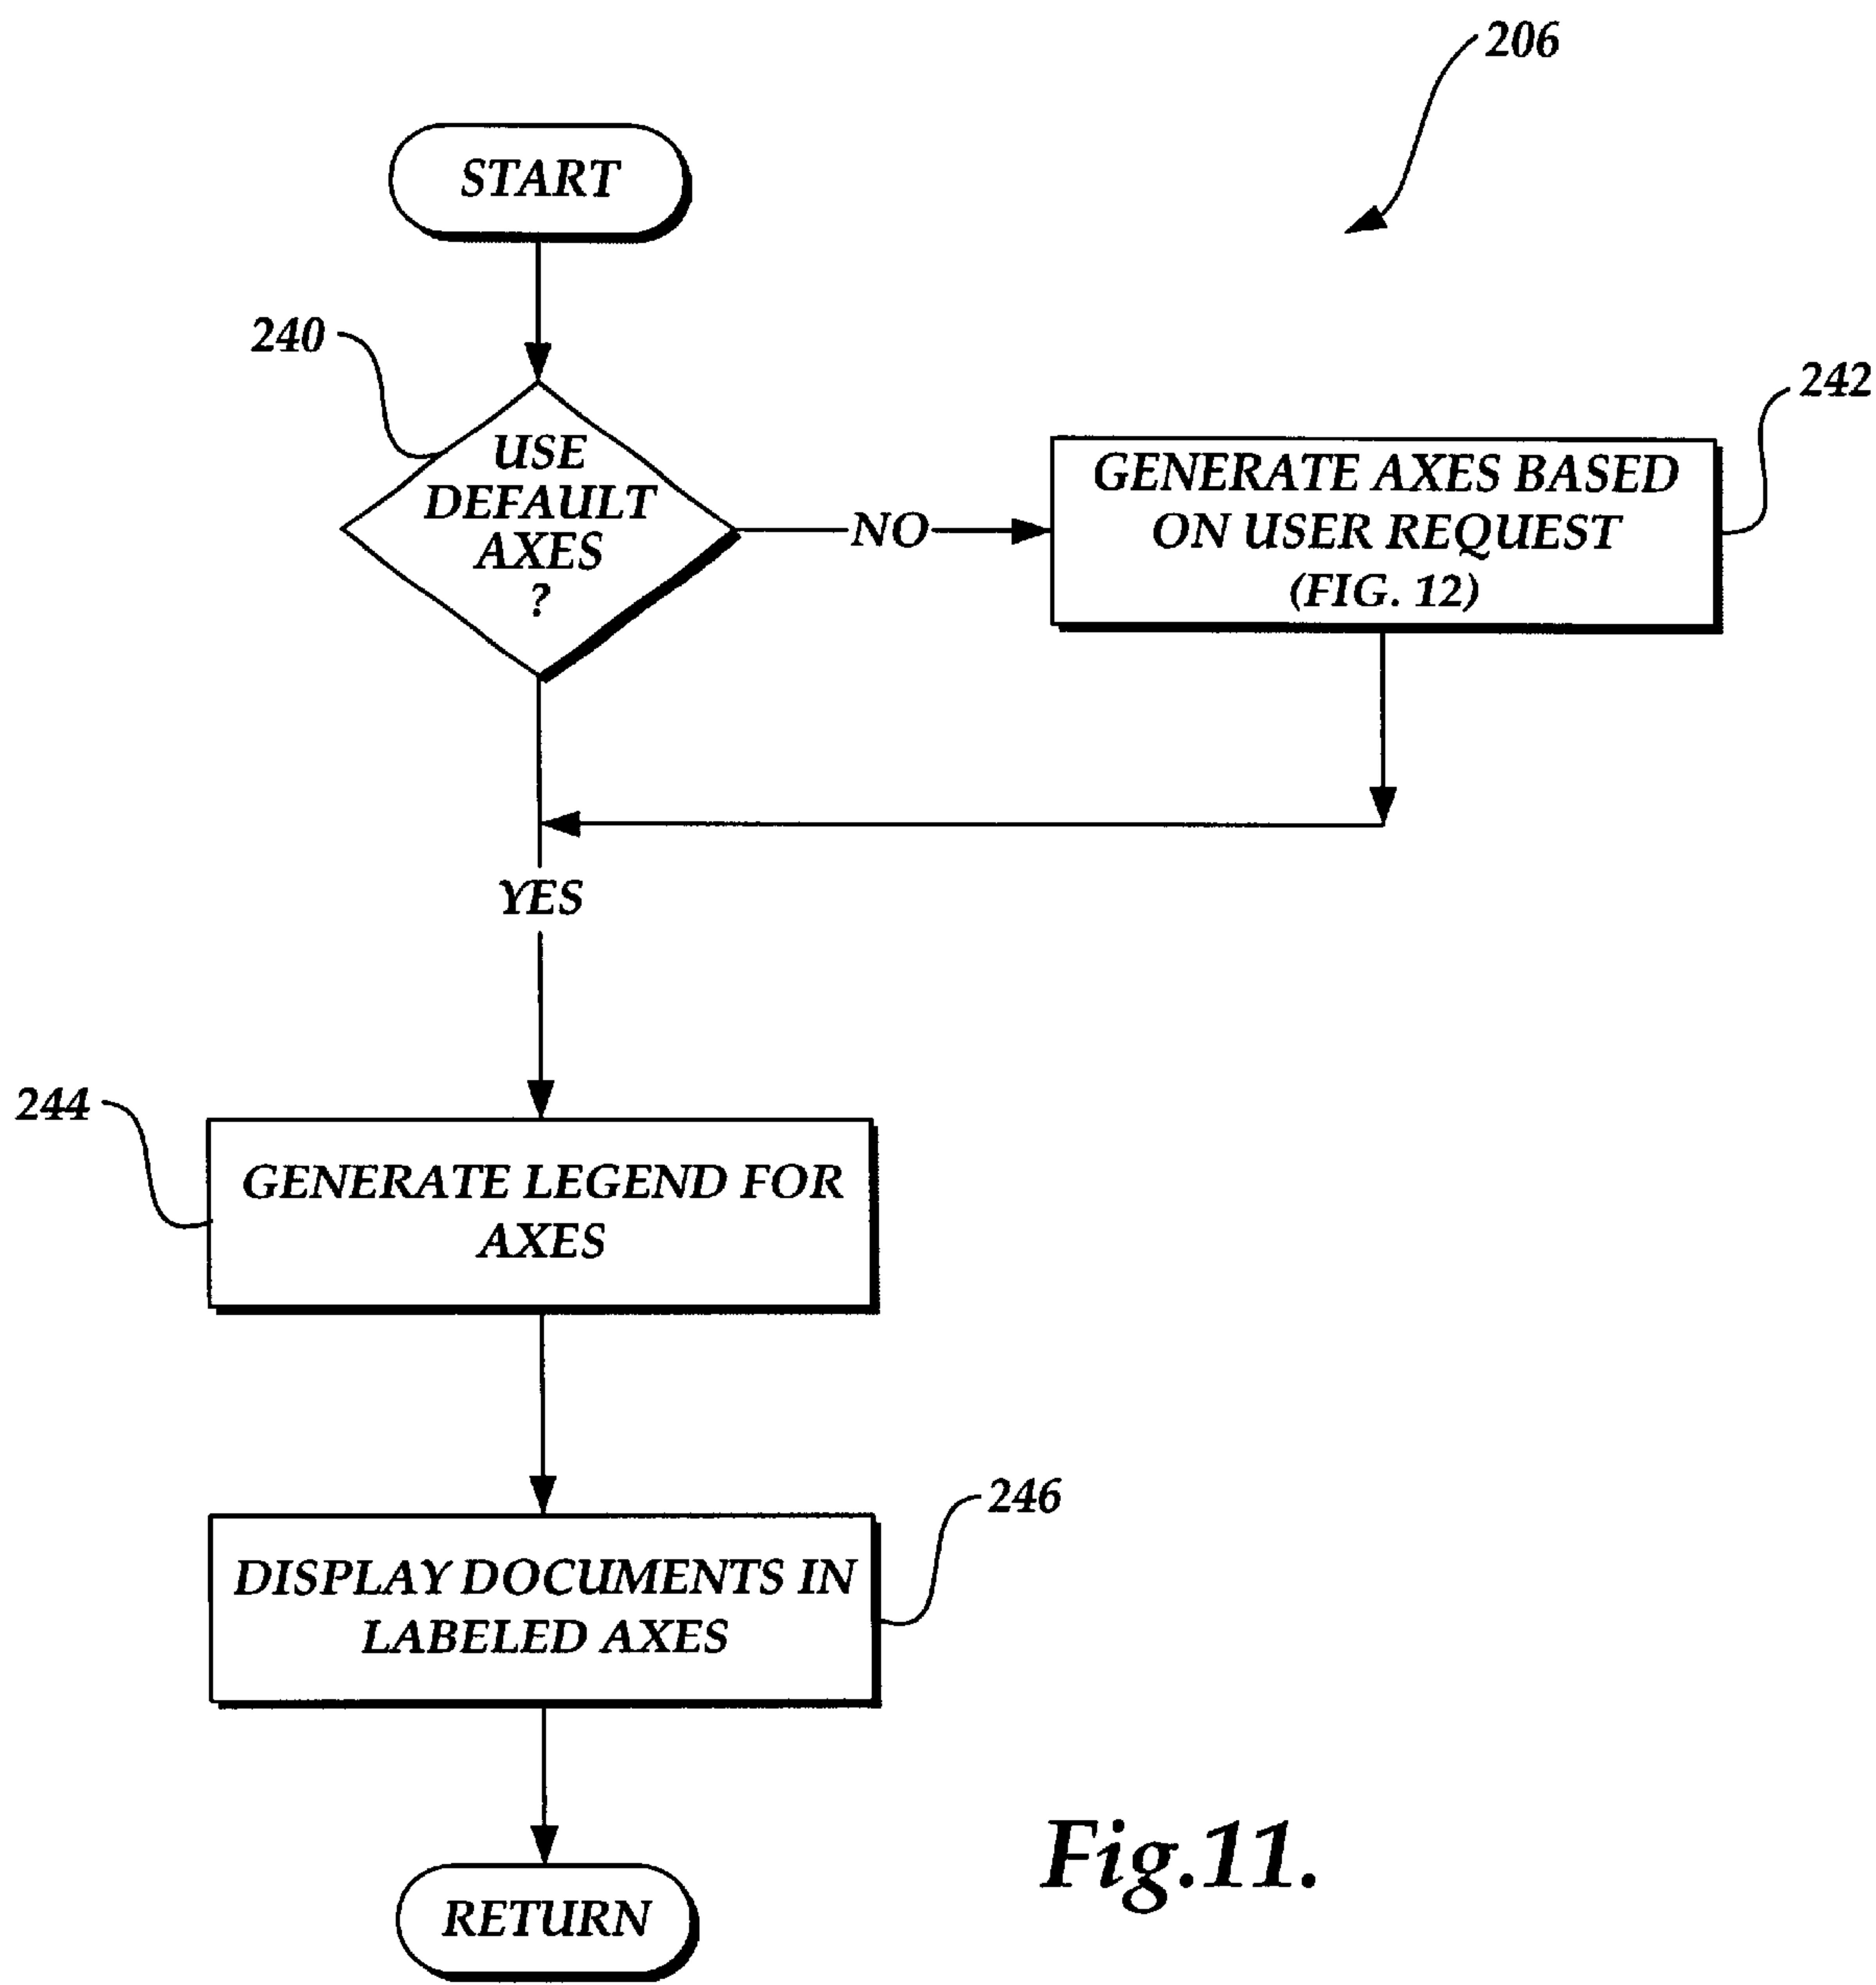 206
START
240
USE
DEFAULT
AXES
?
NO
242
GENERATE AXES BASED
ON USER REQUEST
(FIG. 12)
YES
244
GENERATE LEGEND FOR
AXES
246
DISPLAY DOCUMENTS IN
LABELED AXES
RETURN
Fig.11.